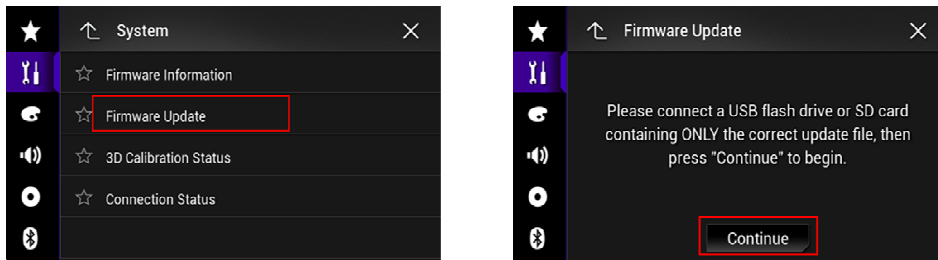 System
Firmware Information
Firmware Update
3D Calibration Status
Connection Status
Firmware Update
Please connect a USB flash drive or SD card
containing ONLY the correct update file, then
press "Continue" to begin.
Continue